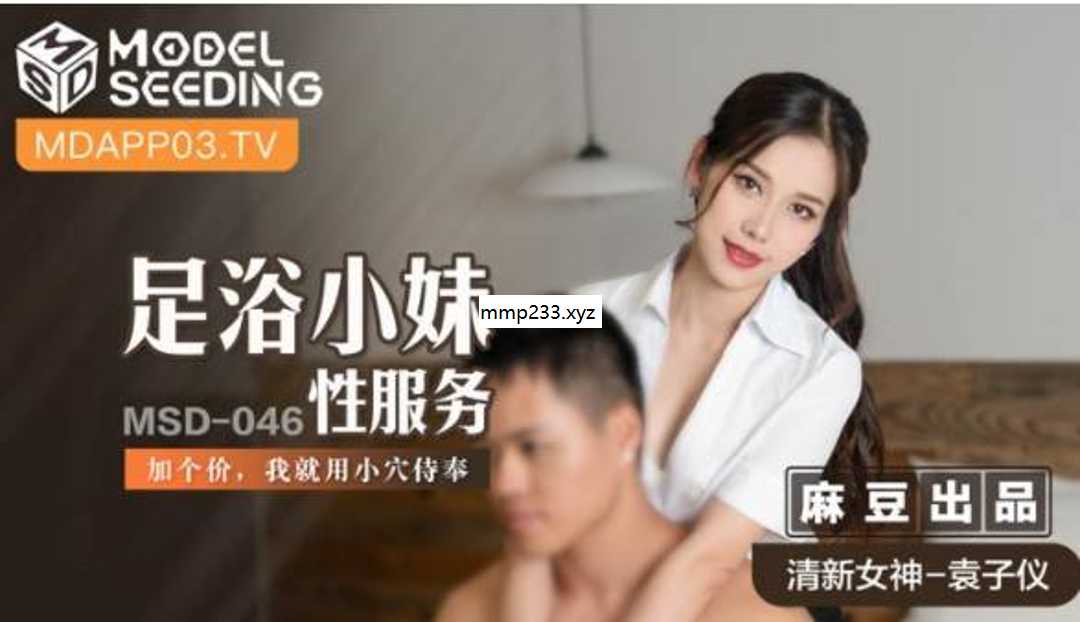 MSD
MODEL
SEEDING
MDAPP03.TV
足浴小妹
mmp233.xyz
MSD-046 性服务
加个价，我就用小穴侍奉
麻豆出品
清新女神-袁子仪